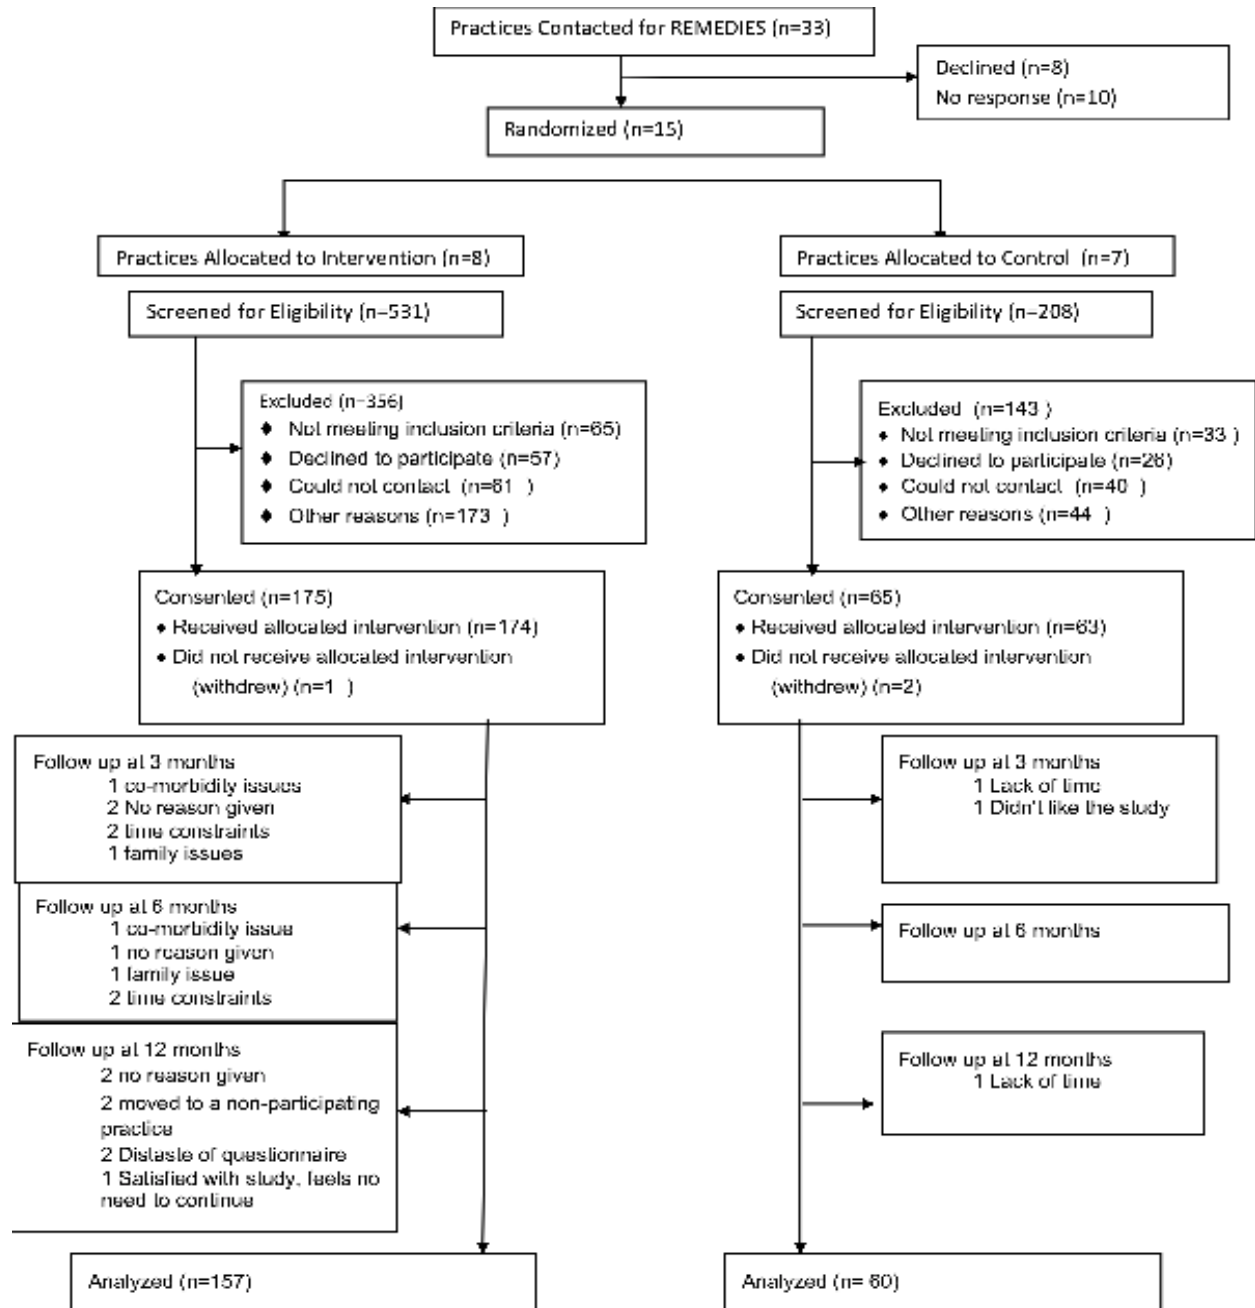 Practices Contacted for REMEDIES (n=33)
Declined (n=8)
No response (n=10)
Randomized (n=15)
Practices Allocated to Intervention (n=8)
Practices Allocated to Control (n=7)
Screened for Eligibility (n=531)
Screened for Eligibility (n=208)
Excluded (n=356)
♦ Not meeting inclusion criteria (n=65)
♦ Declined to participate (n=57)
♦ Could not contact (n=61 )
♦ Other reasons (n=173 )
Excluded (n=143 )
♦ Not meeting inclusion criteria (n=33 )
♦ Declined to participate (n=26)
♦ Could not contact (n=40 )
♦ Other reasons (n=44 )
Consented (n=175)
♦ Received allocated intervention (n=174)
♦ Did not receive allocated intervention
(withdrew) (n=1 )
Consented (n=65)
♦ Received allocated intervention (n=63)
♦ Did not receive allocated intervention
(withdrew) (n=2)
Follow up at 3 months
1 co-morbidity issues
2 No reason given
2 time constraints
1 family issues
Follow up at 3 months
1 Lack of time
1 Didn't like the study
Follow up at 6 months
1 co-morbidity issue
1 no reason given
1 family issue
2 time constraints
Follow up at 6 months
Follow up at 12 months
2 no reason given
2 moved to a non-participating
practice
2 Distaste of questionnaire
1 Satisfied with study, feels no
need to continue
Follow up at 12 months
1 Lack of time
Analyzed (n=157)
Analyzed (n= 60)